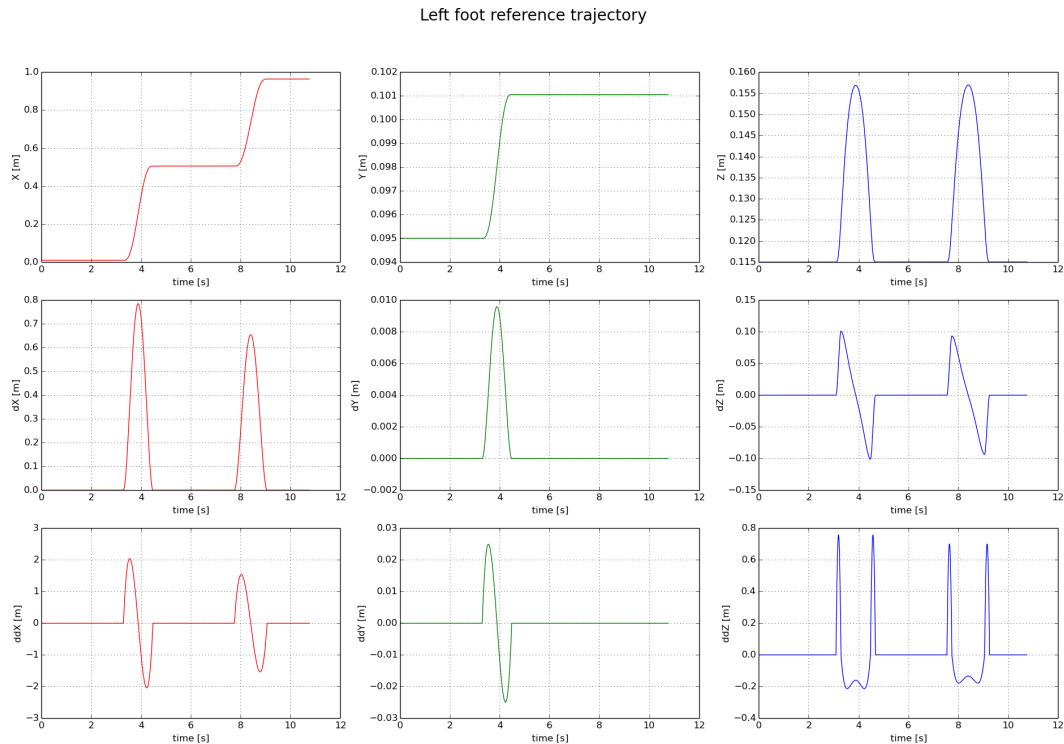 Left foot reference trajectory
1.0
0.8
0.6
0.4
0.2
0.0
X [m]
0 2 4 6 8 10 12
time [s]
0.102
0.101
0.100
0.099
0.098
0.097
0.096
0.095
0.094
Y [m]
0 2 4 6 8 10 12
time [s]
0.160
0.155
0.150
0.145
0.140
0.135
0.130
0.125
0.120
0.115
Z [m]
0 2 4 6 8 10 12
time [s]
0.8
0.7
0.6
0.5
0.4
0.3
0.2
0.1
0.0
dX [m]
0 2 4 6 8 10 12
time [s]
0.010
0.008
0.006
0.004
0.002
0.000
−0.002
dY [m]
0 2 4 6 8 10 12
time [s]
0.15
0.10
0.05
0.00
−0.05
−0.10
−0.15
dZ [m]
0 2 4 6 8 10 12
time [s]
3
2
1
0
−1
−2
−3
ddX [m]
0 2 4 6 8 10 12
time [s]
0.03
0.02
0.01
0.00
−0.01
−0.02
−0.03
ddY [m]
0 2 4 6 8 10 12
time [s]
0.8
0.6
0.4
0.2
0.0
−0.2
−0.4
ddZ [m]
0 2 4 6 8 10 12
time [s]